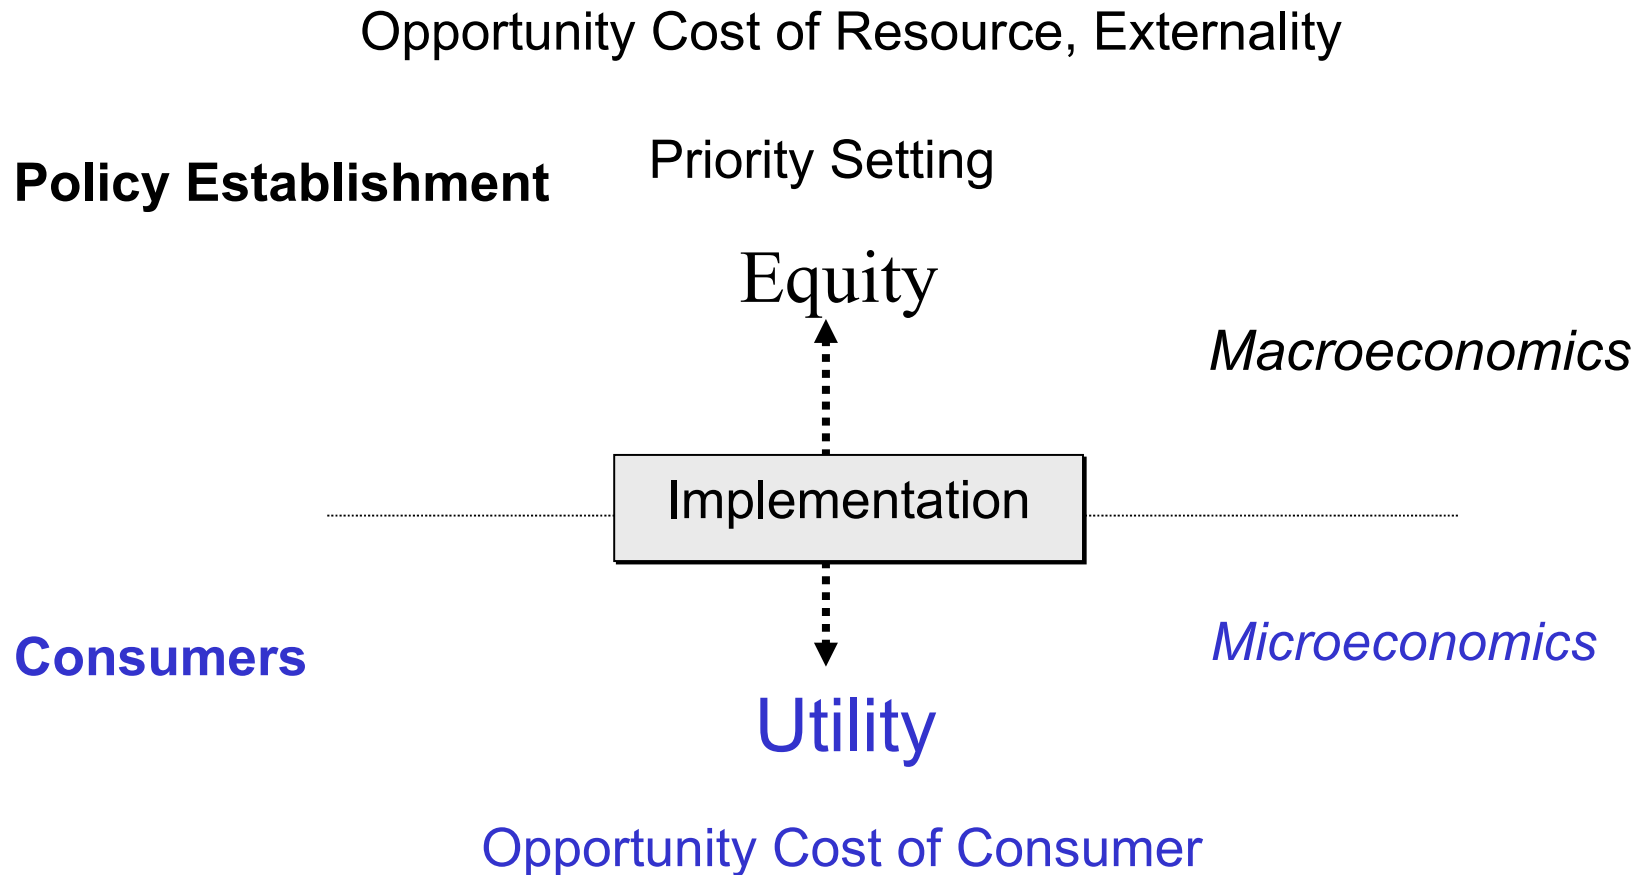 Opportunity Cost of Resource, Externality
Priority Setting
Policy Establishment
Equity
Macroeconomics
Implementation
Consumers
Microeconomics
Utility
Opportunity Cost of Consumer